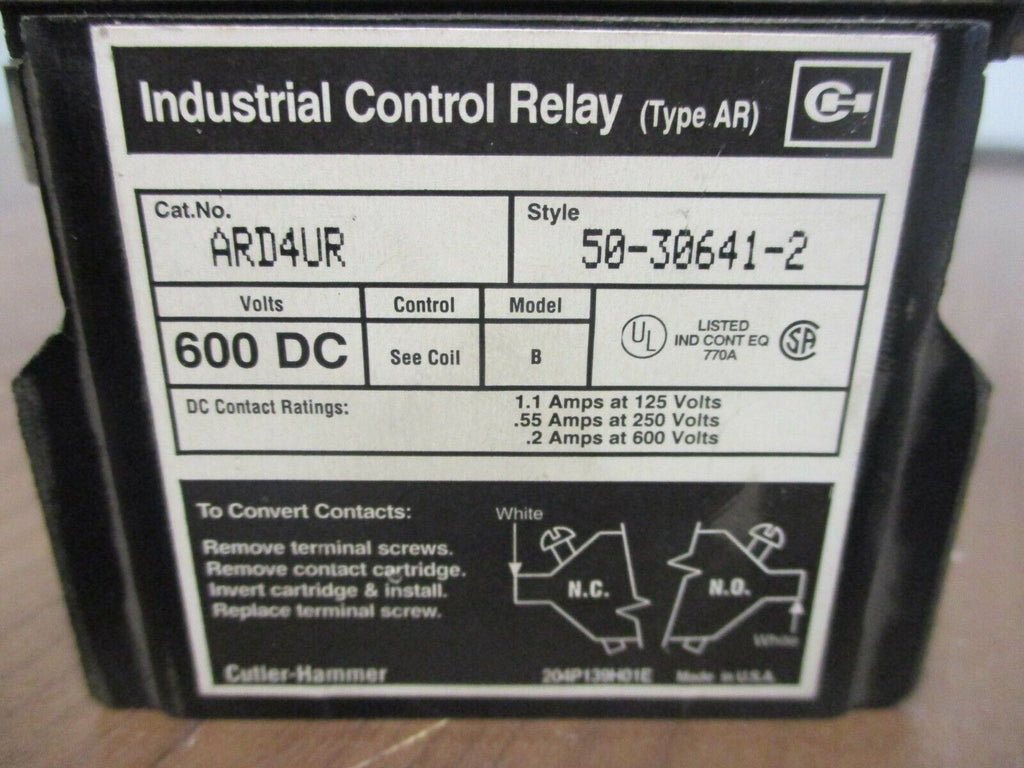 Industrial Control Relay (Type AR) CH
Cat.No.
ARD4UR
Style
50-30641-2
Volts
600 DC
Control
See Coil
Model
B
UL
LISTED
IND CONT EQ
770A
SA
DC Contact Ratings:
1.1 Amps at 125 Volts
.55 Amps at 250 Volts
.2 Amps at 600 Volts
To Convert Contacts:
Remove terminal screws.
Remove contact cartridge.
Invert cartridge & install.
Replace terminal screw.
White
N.C.
N.O.
White
Cutler-Hammer
204P139H01E
Made in U.S.A.